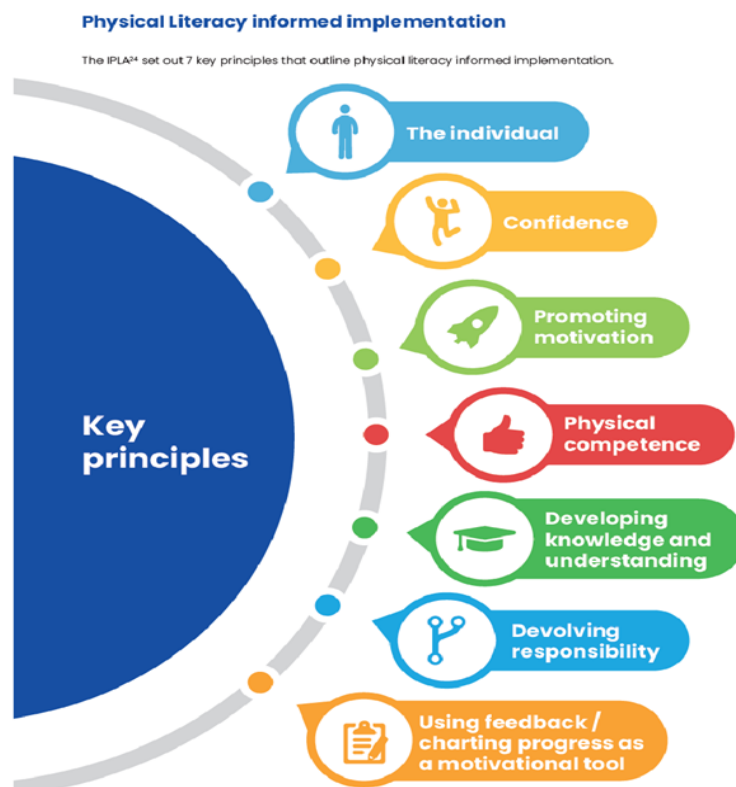 Physical Literacy informed implementation
The IPLA²⁴ set out 7 key principles that outline physical literacy informed implementation.
The individual
Confidence
Promoting
motivation
Key
principles
Physical
competence
Developing
knowledge and
understanding
Devolving
responsibility
Using feedback /
charting progress as
a motivational tool